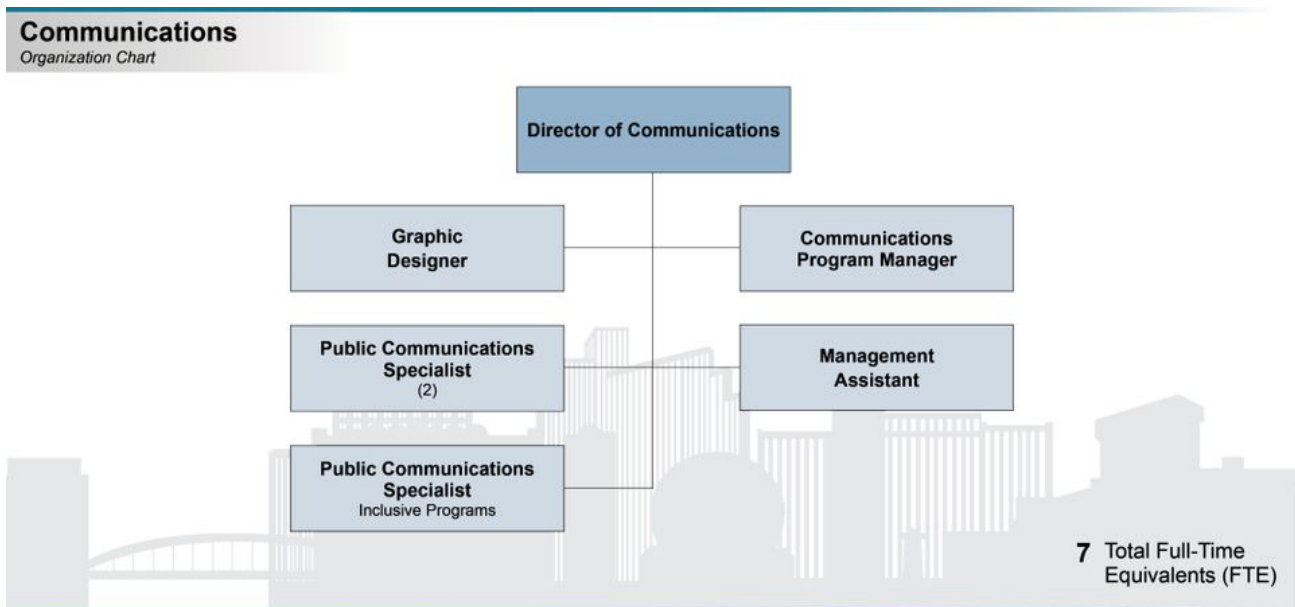 Communications
Organization Chart
Director of Communications
Graphic
Designer
Communications
Program Manager
Public Communications
Specialist
(2)
Management
Assistant
Public Communications
Specialist
Inclusive Programs
7 Total Full-Time
Equivalents (FTE)